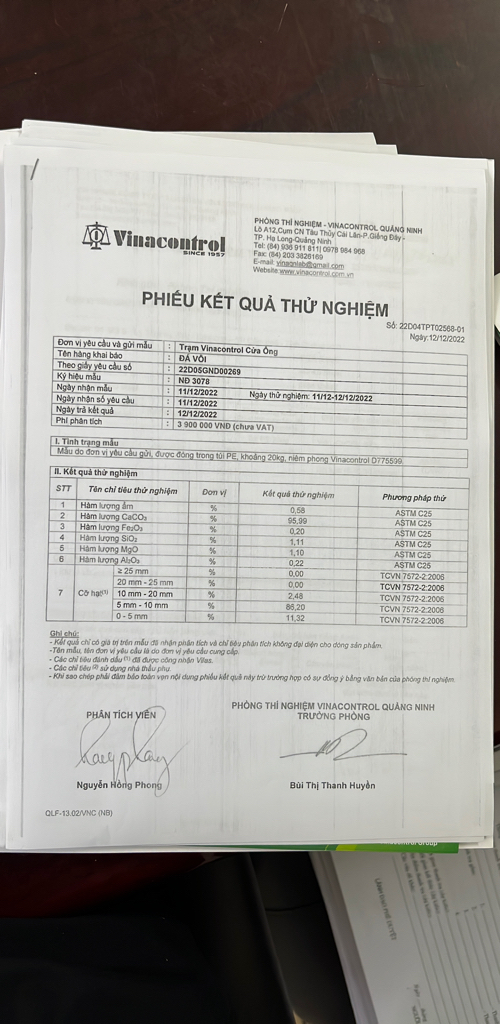 Vinacontrol
SINCE 1957
PHÒNG THÍ NGHIỆM - VINACONTROL QUẢNG NINH
Lô A12,Cụm CN Tàu Thủy Cái Lân-P.Giếng Đáy -
TP. Hạ Long-Quảng Ninh
Tel: (84) 936 911 811| 0978 984 968
Fax: (84) 203 3826169
E-mail: vinaqnlab@gmail.com
Website:www.vinacontrol.com.vn
PHIẾU KẾT QUẢ THỬ NGHIỆM
Số: 22D04TPT02568-01
Ngày:12/12/2022
Đơn vị yêu cầu và gửi mẫu : Trạm Vinacontrol Cửa Ông
Tên hàng khai báo : ĐÁ VÔI
Theo giấy yêu cầu số : 22D05GND00269
Ký hiệu mẫu : NĐ 3078
Ngày nhận mẫu : 11/12/2022 Ngày thử nghiệm: 11/12-12/12/2022
Ngày nhận số yêu cầu : 11/12/2022
Ngày trả kết quả : 12/12/2022
Phí phân tích : 3 900 000 VNĐ (chưa VAT)
I. Tình trạng mẫu
Mẫu do đơn vị yêu cầu gửi, được đóng trong túi PE, khoảng 20kg, niêm phong Vinacontrol D775599.
II. Kết quả thử nghiệm
STT Tên chỉ tiêu thử nghiệm Đơn vị Kết quả thử nghiệm Phương pháp thử
1 Hàm lượng ẩm % 0,58 ASTM C25
2 Hàm lượng CaCO₃ % 95,99 ASTM C25
3 Hàm lượng Fe₂O₃ % 0,20 ASTM C25
4 Hàm lượng SiO₂ % 1,11 ASTM C25
5 Hàm lượng MgO % 1,10 ASTM C25
6 Hàm lượng Al₂O₃ % 0,22 ASTM C25
7 Cỡ hạt⁽¹⁾ ≥ 25 mm % 0,00 TCVN 7572-2:2006
20 mm - 25 mm % 0,00 TCVN 7572-2:2006
10 mm - 20 mm % 2,48 TCVN 7572-2:2006
5 mm - 10 mm % 86,20 TCVN 7572-2:2006
0 - 5 mm % 11,32 TCVN 7572-2:2006
Ghi chú:
- Kết quả chỉ có giá trị trên mẫu đã nhận phân tích và chỉ tiêu phân tích không đại diện cho dòng sản phẩm.
-Tên mẫu, tên đơn vị yêu cầu là do đơn vị yêu cầu cung cấp.
- Các chỉ tiêu đánh dấu ⁽¹⁾ đã được công nhận Vilas.
- Các chỉ tiêu ⁽²⁾ sử dụng nhà thầu phụ.
- Khi sao chép phải đảm bảo toàn vẹn nội dung phiếu kết quả này trừ trường hợp có sự đồng ý bằng văn bản của phòng thí nghiệm.
PHÂN TÍCH VIÊN
PHÒNG THÍ NGHIỆM VINACONTROL QUẢNG NINH
TRƯỞNG PHÒNG
Nguyễn Hồng Phong
Bùi Thị Thanh Huyền
QLF-13.02/VNC (NB)
Group